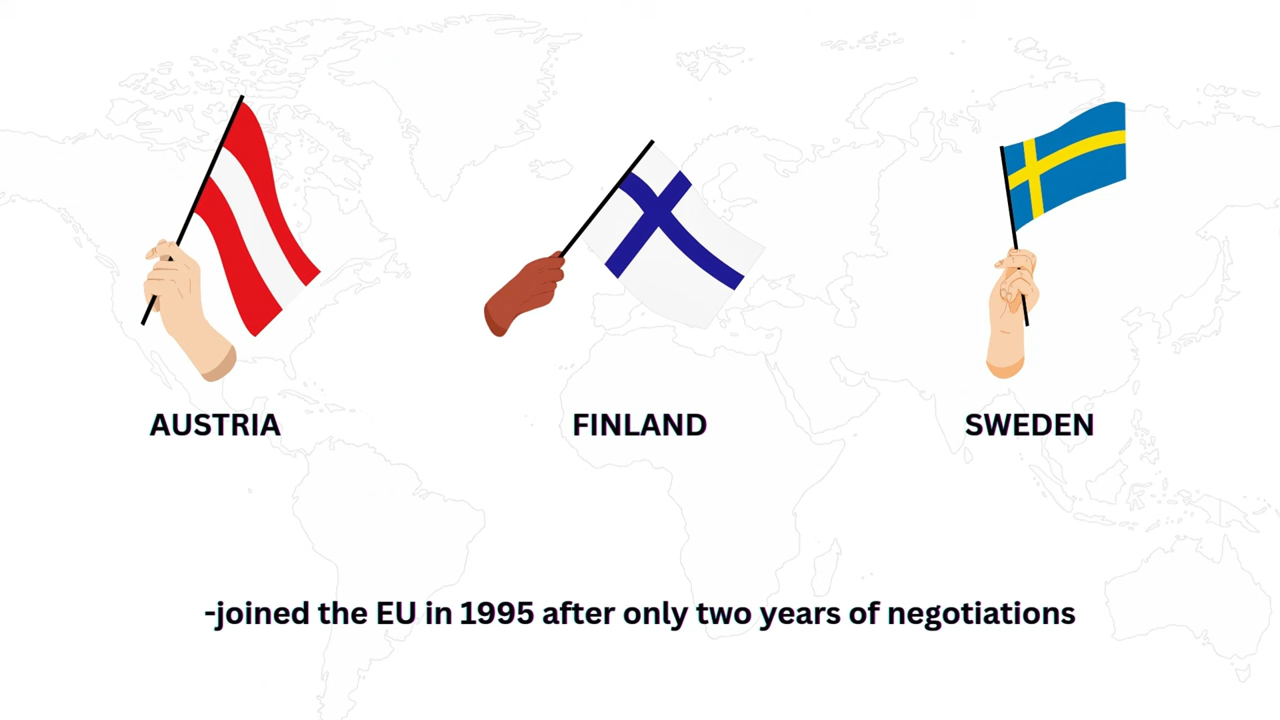 AUSTRIA
FINLAND
SWEDEN
-joined the EU in 1995 after only two years of negotiations